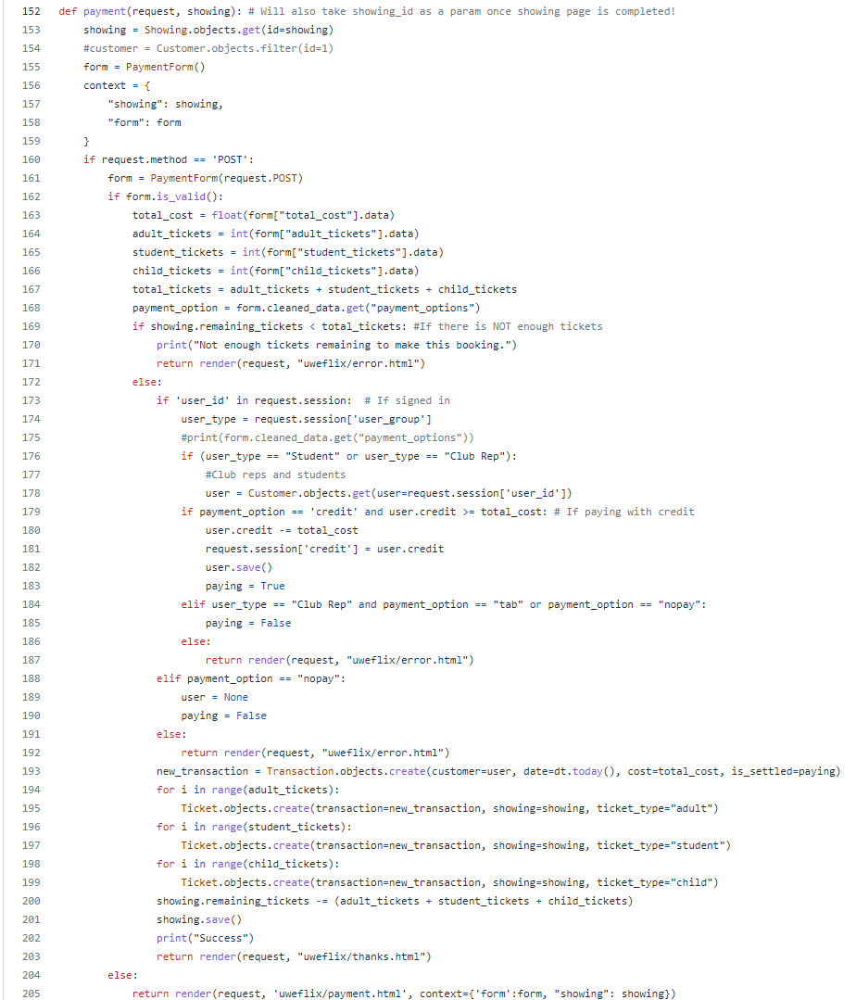 152 def payment(request, showing): # Will also take showing_id as a param once showing page is completed!
153     showing = Showing.objects.get(id=showing)
154     #customer = Customer.objects.filter(id=1)
155     form = PaymentForm()
156     context = {
157         "showing": showing,
158         "form": form
159     }
160     if request.method == 'POST':
161         form = PaymentForm(request.POST)
162         if form.is_valid():
163             total_cost = float(form["total_cost"].data)
164             adult_tickets = int(form["adult_tickets"].data)
165             student_tickets = int(form["student_tickets"].data)
166             child_tickets = int(form["child_tickets"].data)
167             total_tickets = adult_tickets + student_tickets + child_tickets
168             payment_option = form.cleaned_data.get("payment_options")
169             if showing.remaining_tickets < total_tickets: #If there is NOT enough tickets
170                 print("Not enough tickets remaining to make this booking.")
171                 return render(request, "uweflix/error.html")
172             else:
173                 if 'user_id' in request.session:  # If signed in
174                     user_type = request.session['user_group']
175                     #print(form.cleaned_data.get("payment_options"))
176                     if (user_type == "Student" or user_type == "Club Rep"):
177                         #Club reps and students
178                         user = Customer.objects.get(user=request.session['user_id'])
179                     if payment_option == 'credit' and user.credit >= total_cost: # If paying with credit
180                         user.credit -= total_cost
181                         request.session['credit'] = user.credit
182                         user.save()
183                         paying = True
184                     elif user_type == "Club Rep" and payment_option == "tab" or payment_option == "nopay":
185                         paying = False
186                     else:
187                         return render(request, "uweflix/error.html")
188                 elif payment_option == "nopay":
189                     user = None
190                     paying = False
191                 else:
192                     return render(request, "uweflix/error.html")
193                 new_transaction = Transaction.objects.create(customer=user, date=dt.today(), cost=total_cost, is_settled=paying)
194                 for i in range(adult_tickets):
195                     Ticket.objects.create(transaction=new_transaction, showing=showing, ticket_type="adult")
196                 for i in range(student_tickets):
197                     Ticket.objects.create(transaction=new_transaction, showing=showing, ticket_type="student")
198                 for i in range(child_tickets):
199                     Ticket.objects.create(transaction=new_transaction, showing=showing, ticket_type="child")
200                 showing.remaining_tickets -= (adult_tickets + student_tickets + child_tickets)
201                 showing.save()
202                 print("Success")
203                 return render(request, "uweflix/thanks.html")
204         else:
205             return render(request, 'uweflix/payment.html', context={'form':form, "showing": showing})